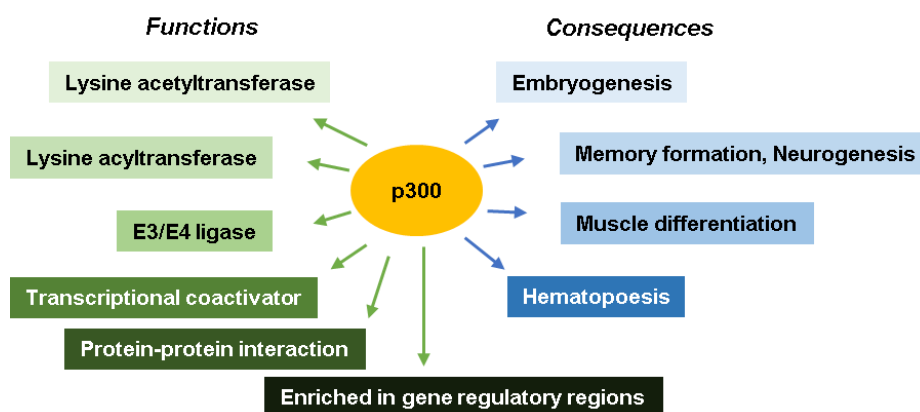 Functions
Consequences
Lysine acetyltransferase
Embryogenesis
Lysine acyltransferase
Memory formation, Neurogenesis
p300
E3/E4 ligase
Muscle differentiation
Transcriptional coactivator
Hematopoesis
Protein-protein interaction
Enriched in gene regulatory regions